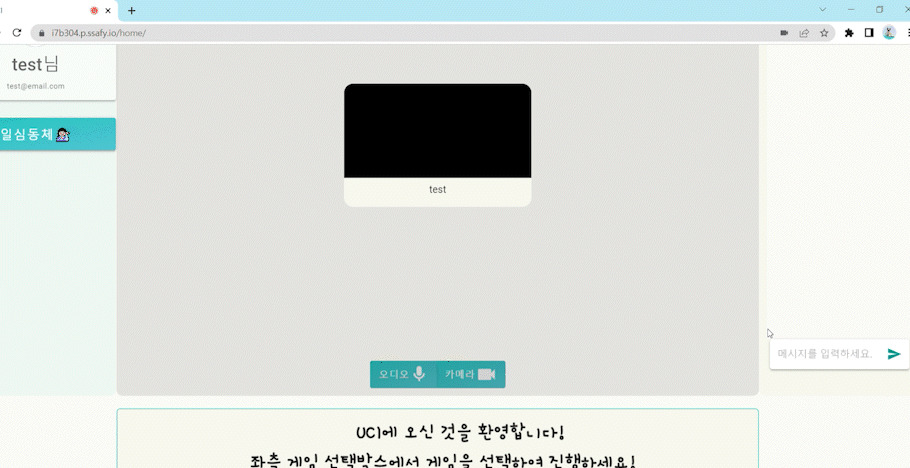 i7b304.p.ssafy.io/home/
test님
test@email.com
일심동체
test
메시지를 입력하세요.
오디오
카메라
UCI에 오신 것을 환영합니다!
좌측 게임 선택박스에서 게임을 선택하여 진행하세요!